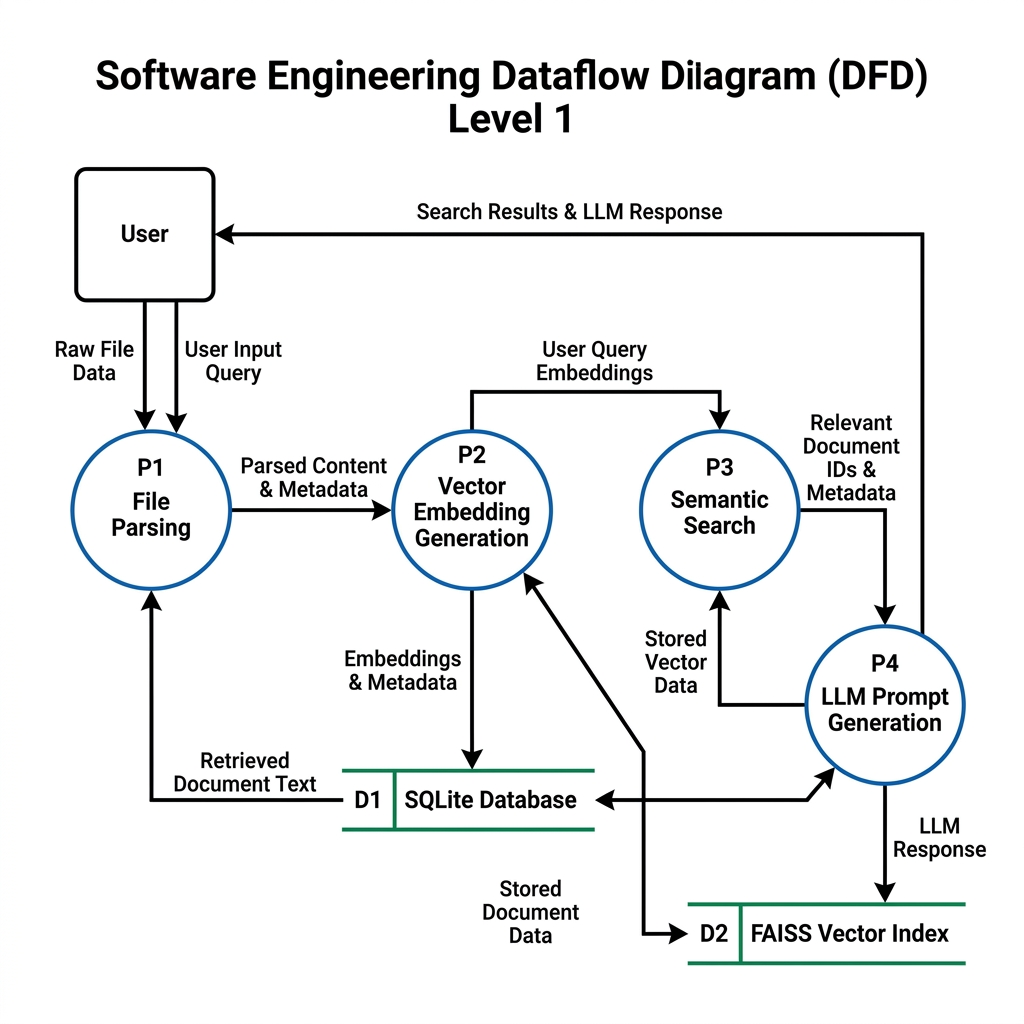 Software Engineering Dataflow Dilagram (DFD)
Level 1
User
Search Results & LLM Response
Raw File
Data
User Input
Query
User Query
Embeddings
P1
File
Parsing
Parsed Content
& Metadata
P2
Vector
Embedding
Generation
P3
Semantic
Search
Relevant
Document
IDs &
Metadata
Embeddings
& Metadata
Stored
Vector
Data
P4
LLM Prompt
Generation
Retrieved
Document Text
D1
SQLite Database
LLM
Response
Stored
Document
Data
D2
FAISS Vector Index